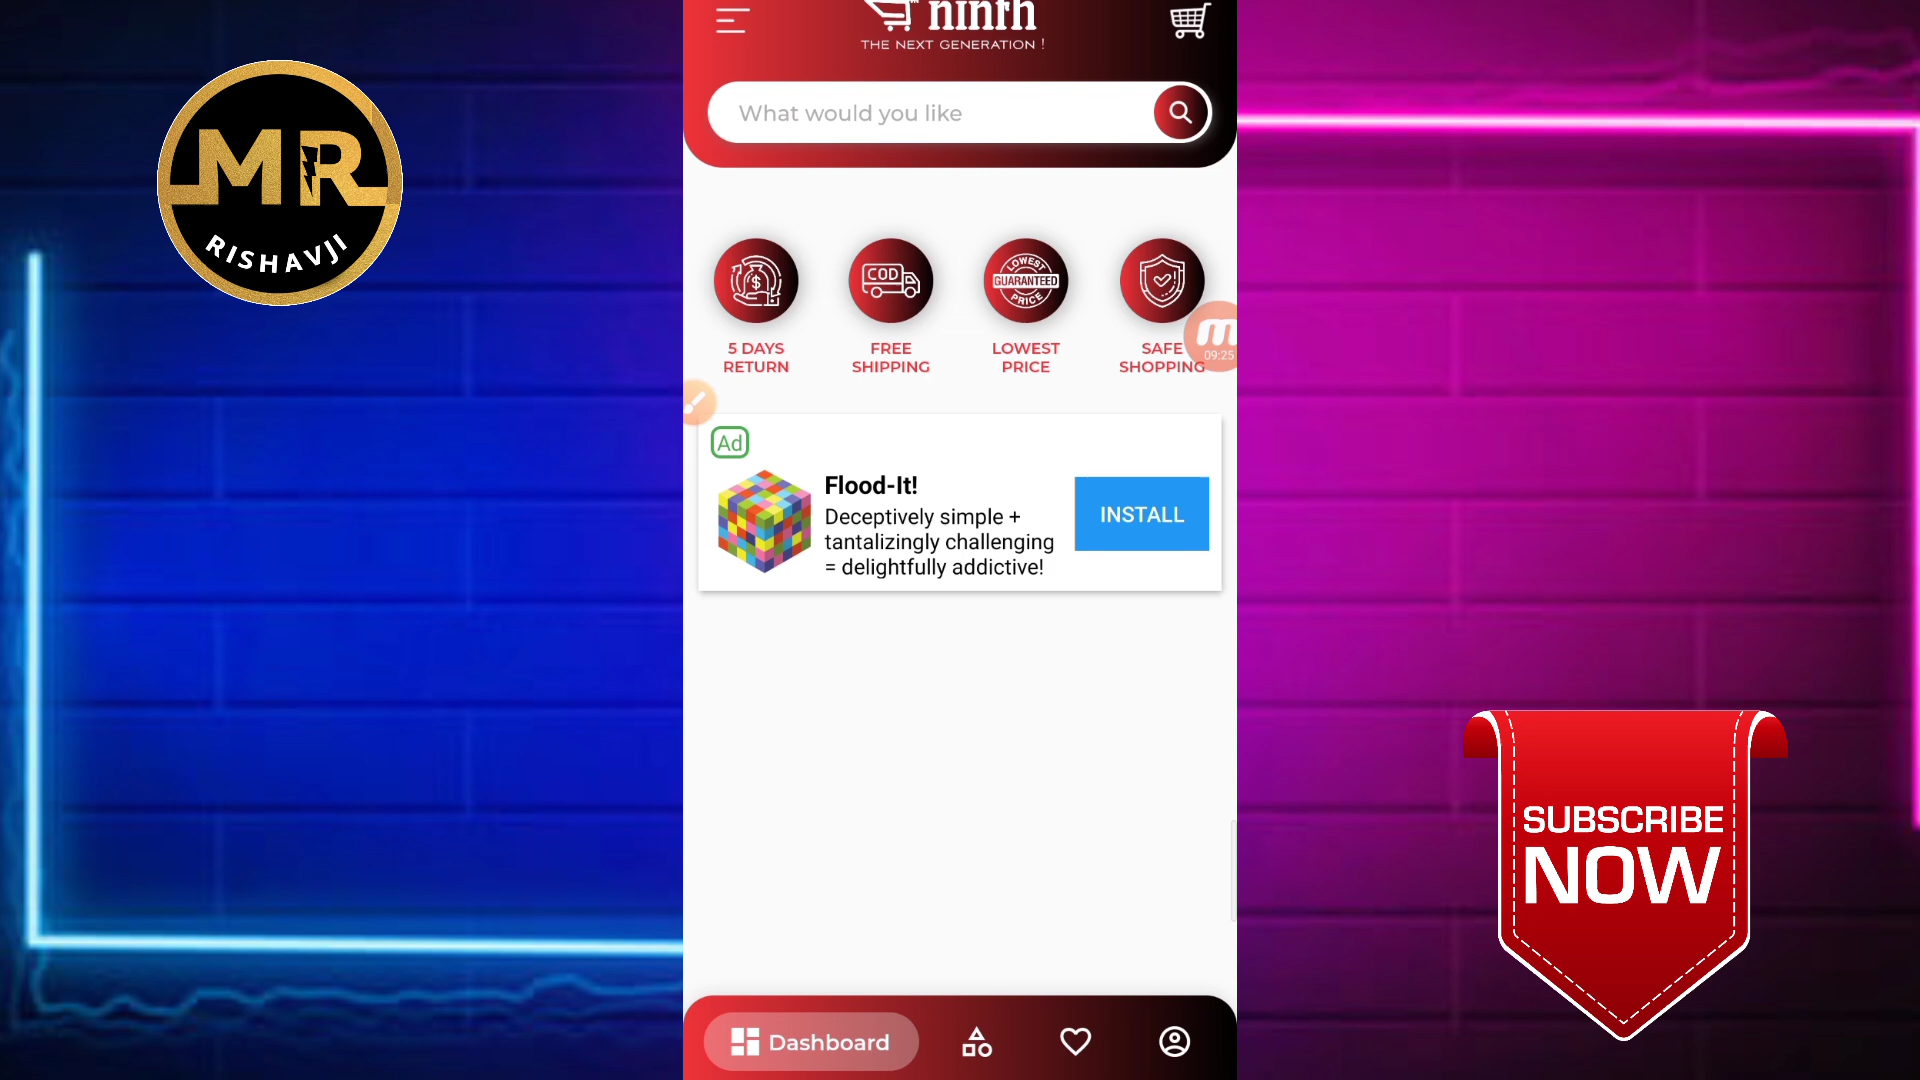 MR
RISHAVJI
ninth
THE NEXT GENERATION !
What would you like
COD
LOWEST
GUARANTEED
PRICE
5 DAYS
RETURN
FREE
SHIPPING
LOWEST
PRICE
SAFE
SHOPPING
09:25
Ad
Flood-It!
Deceptively simple +
tantalizingly challenging
= delightfully addictive!
INSTALL
SUBSCRIBE
NOW
Dashboard